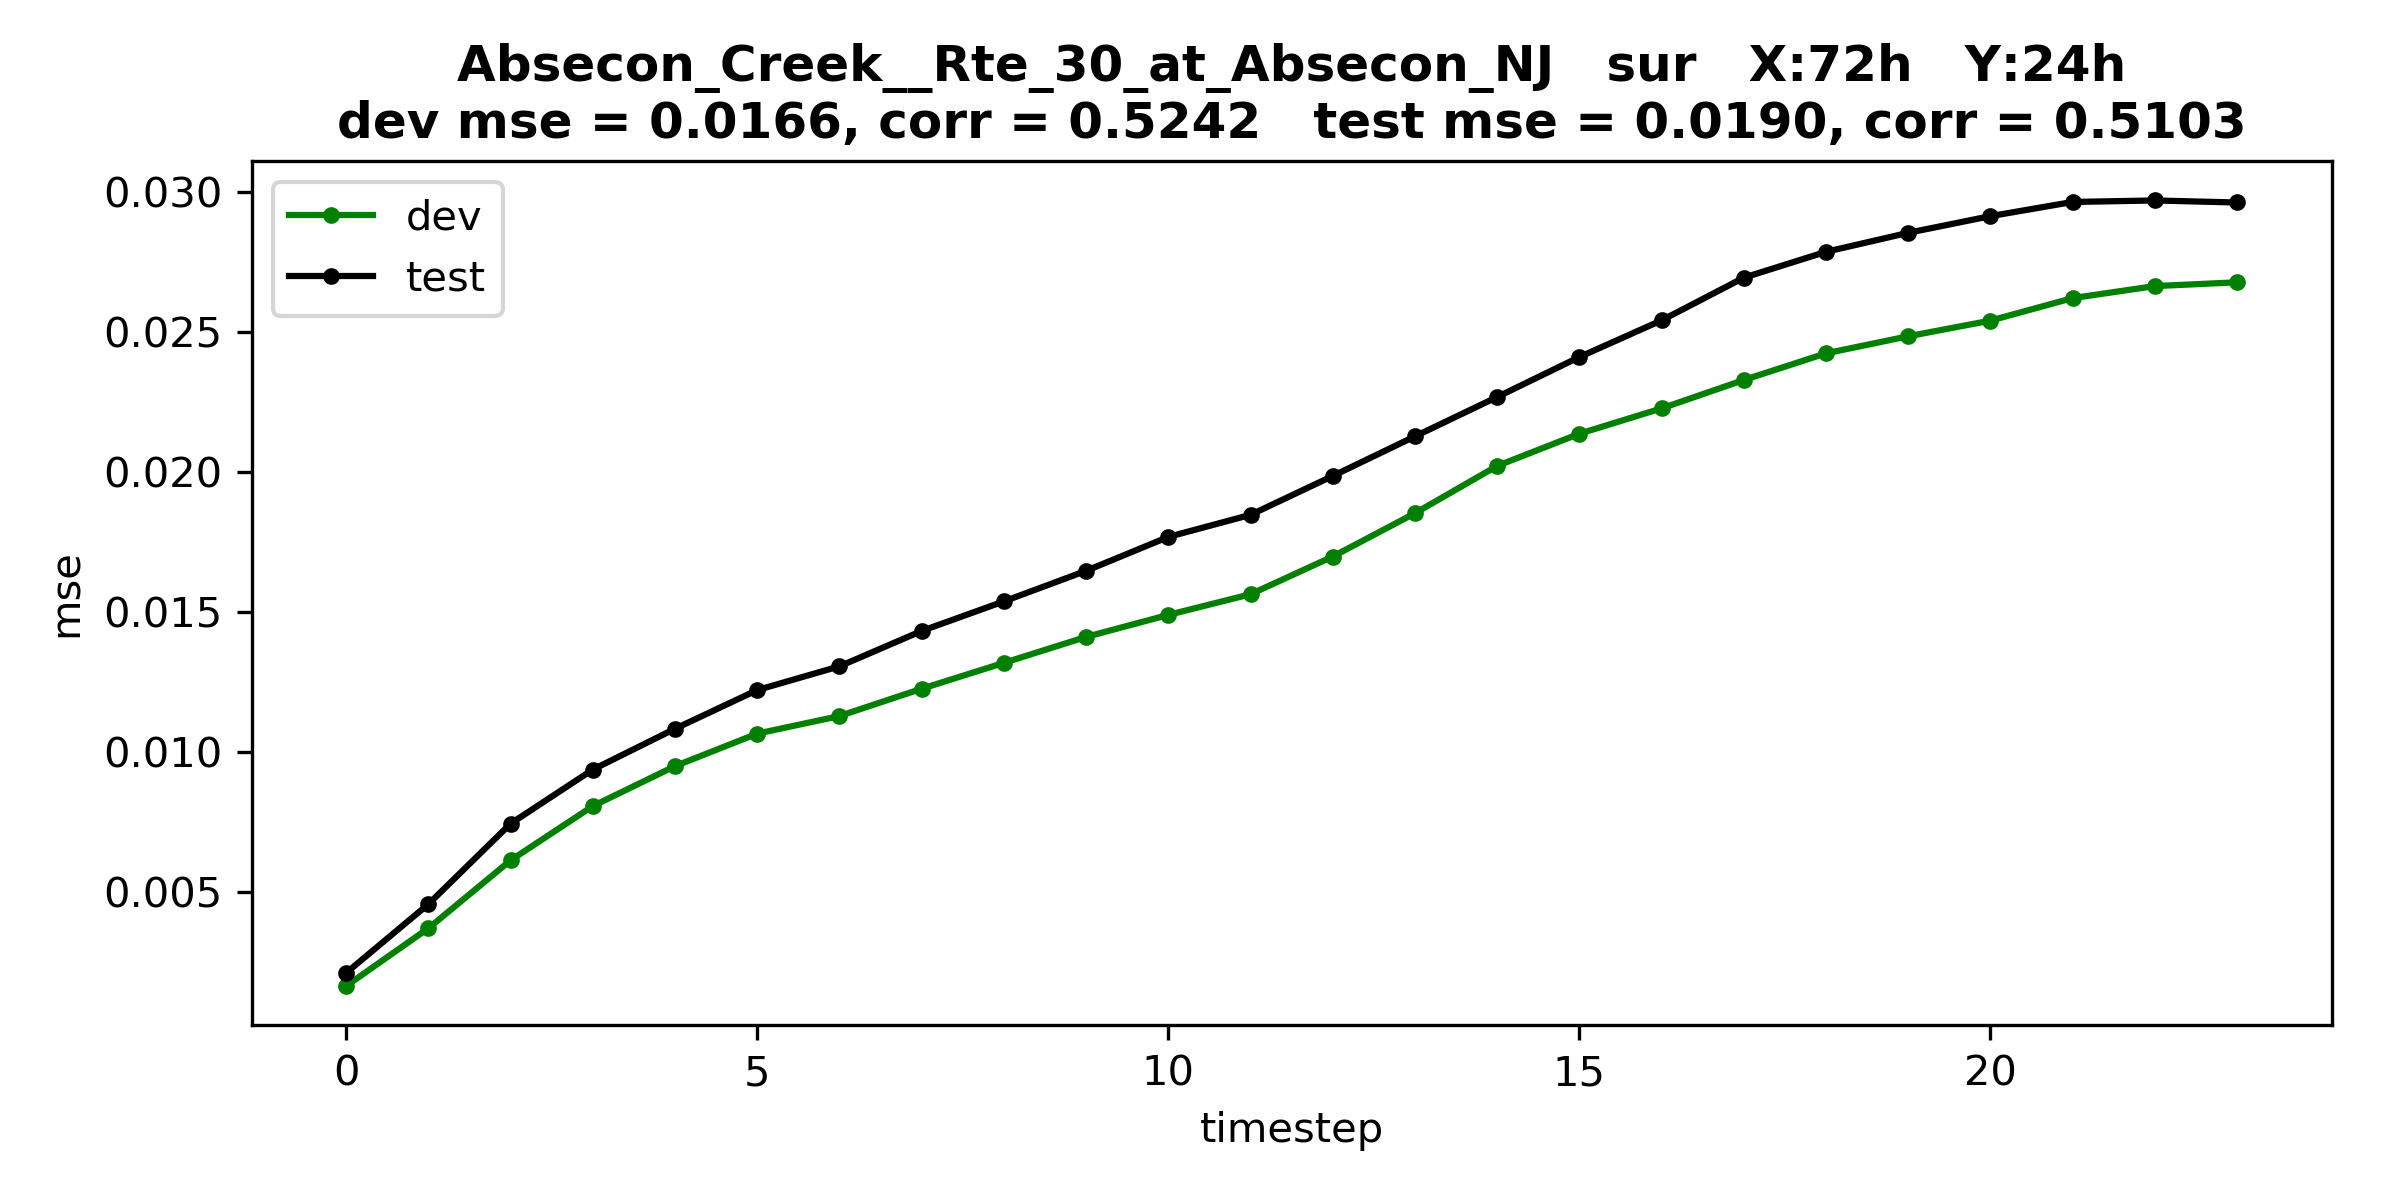 Absecon_Creek__Rte_30_at_Absecon_NJ   sur   X:72h   Y:24h
dev mse = 0.0166, corr = 0.5242   test mse = 0.0190, corr = 0.5103
dev
test
0.030
0.025
0.020
0.015
0.010
0.005
mse
0
5
10
15
20
timestep